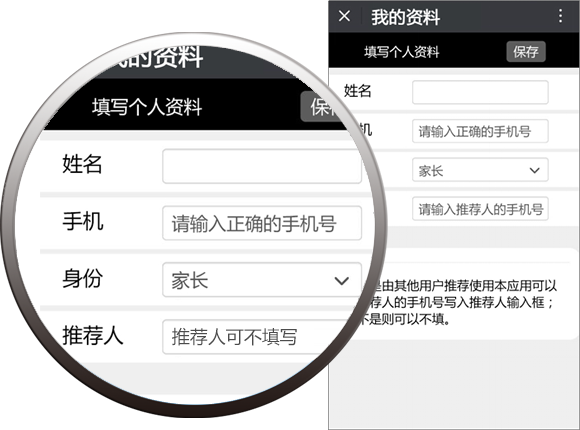 我的资料
填写个人资料
保存
姓名
手机
请输入正确的手机号
身份
家长
推荐人
推荐人可不填写
我的资料
填写个人资料
保存
姓名
机
请输入正确的手机号
家长
请输入推荐人的手机号
是由其他用户推荐使用本应用可以
荐人的手机号写入推荐人输入框；
不是则可以不填。